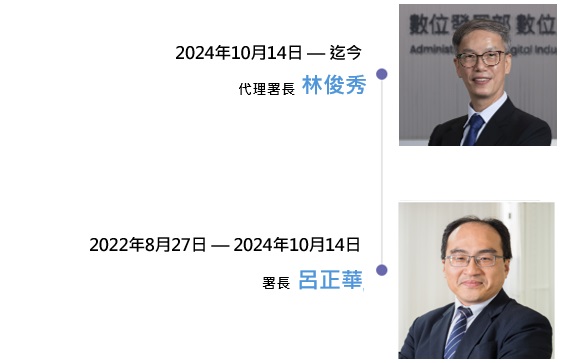 2024年10月14日 — 迄今
代理署長 林俊秀
數位發展部 數位
Administ
gital Indu
2022年8月27日 — 2024年10月14日
署長 呂正華